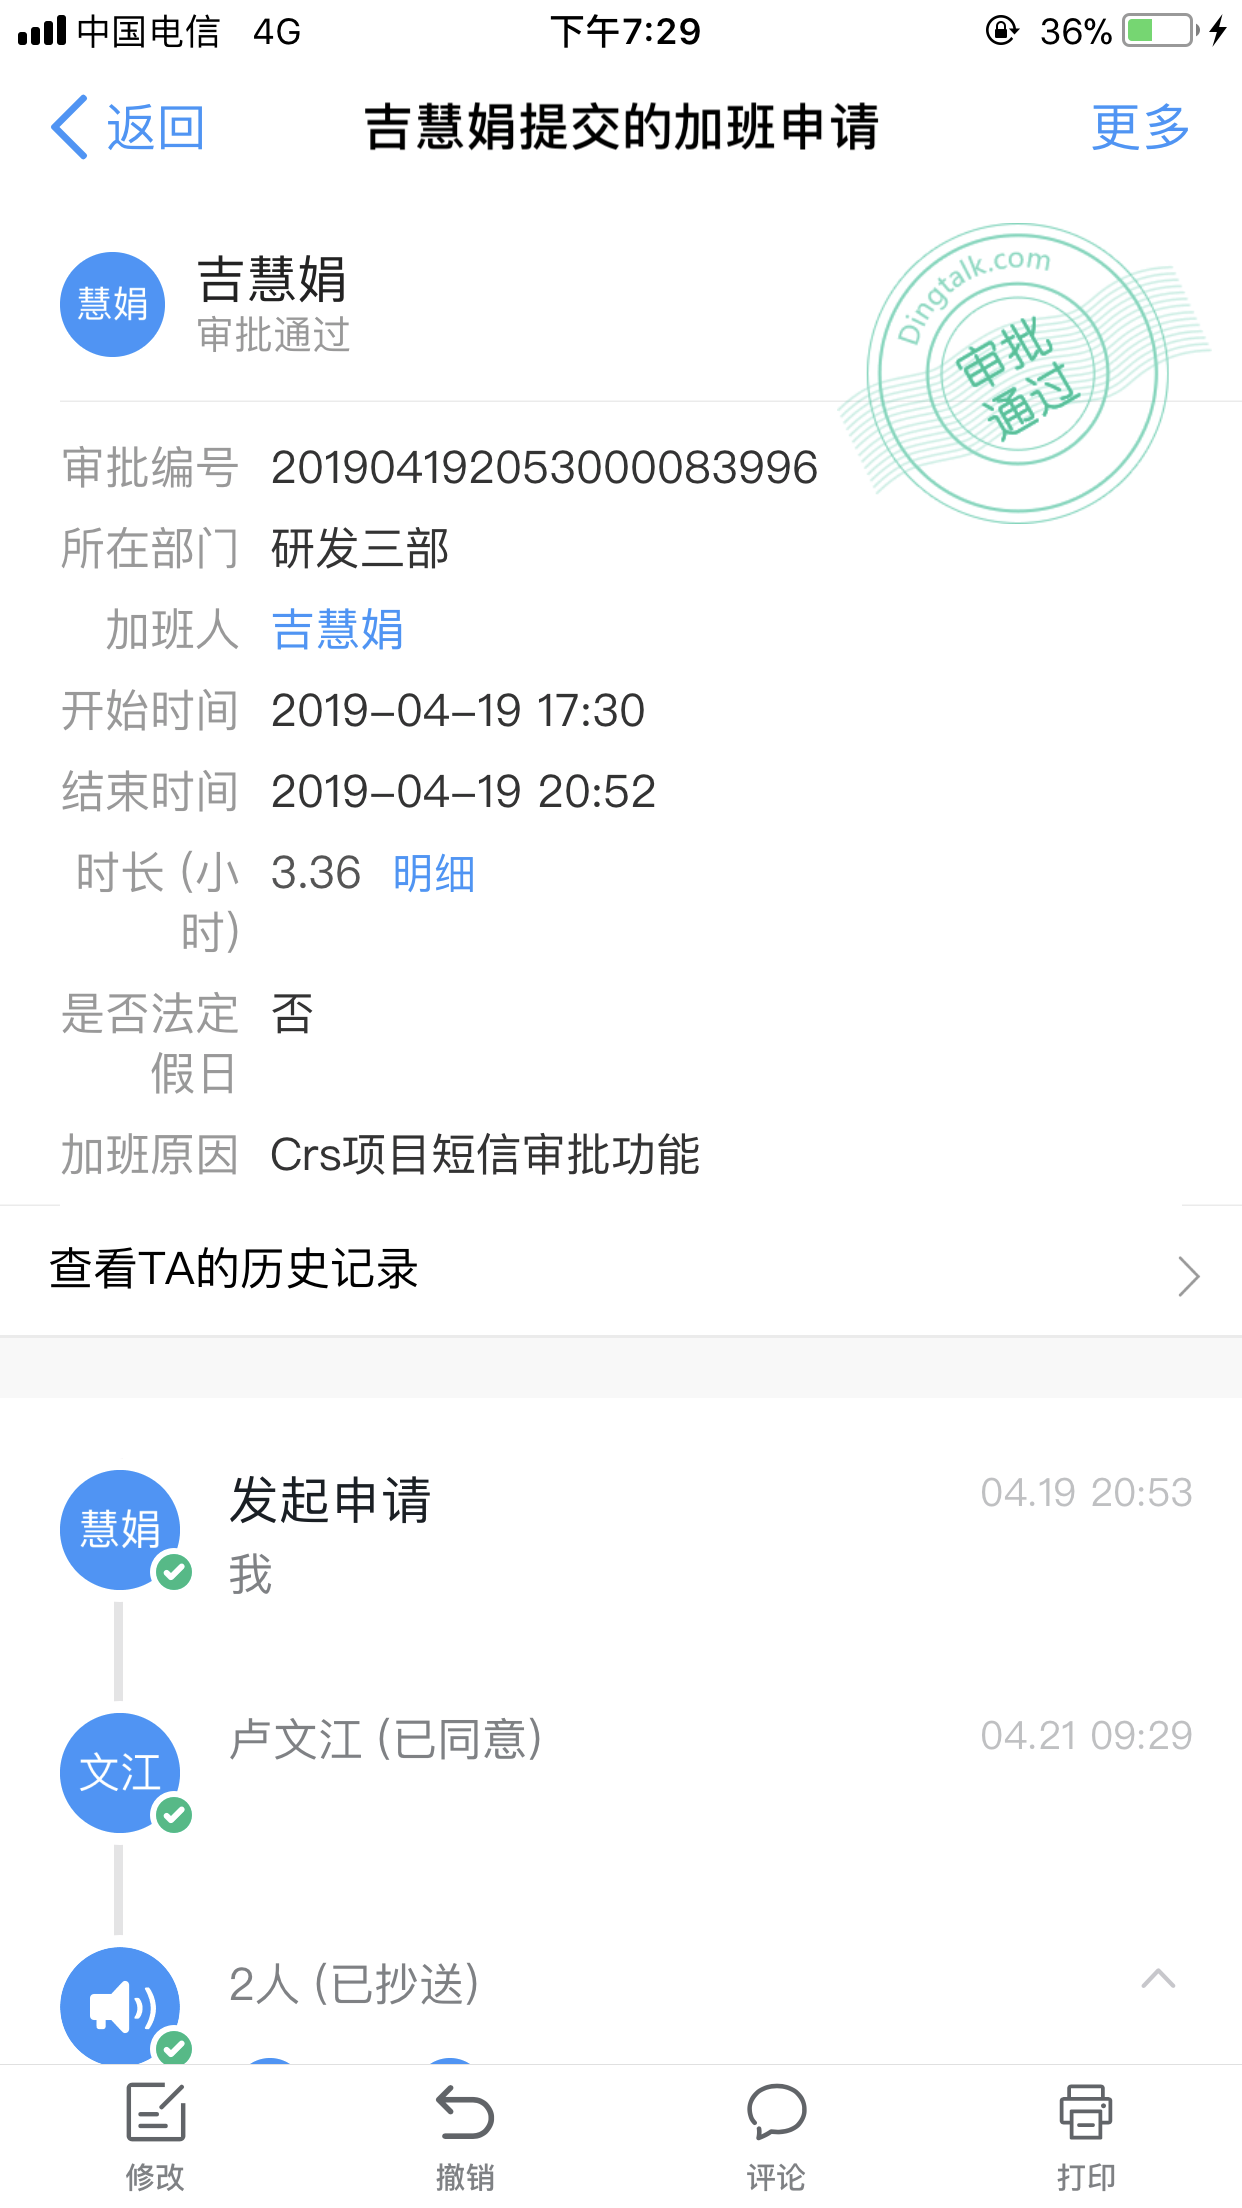 中国电信 4G 下午7:29 36%
返回 吉慧娟提交的加班申请 更多
慧娟 吉慧娟
审批通过
Dingtalk.com
审批
通过
审批编号 201904192053000083996
所在部门 研发三部
加班人 吉慧娟
开始时间 2019-04-19 17:30
结束时间 2019-04-19 20:52
时长 (小 3.36 明细
时)
是否法定 否
假日
加班原因 Crs项目短信审批功能
查看TA的历史记录
慧娟 发起申请 04.19 20:53
我
文江 卢文江 (已同意) 04.21 09:29
2人 (已抄送)
修改 撤销 评论 打印